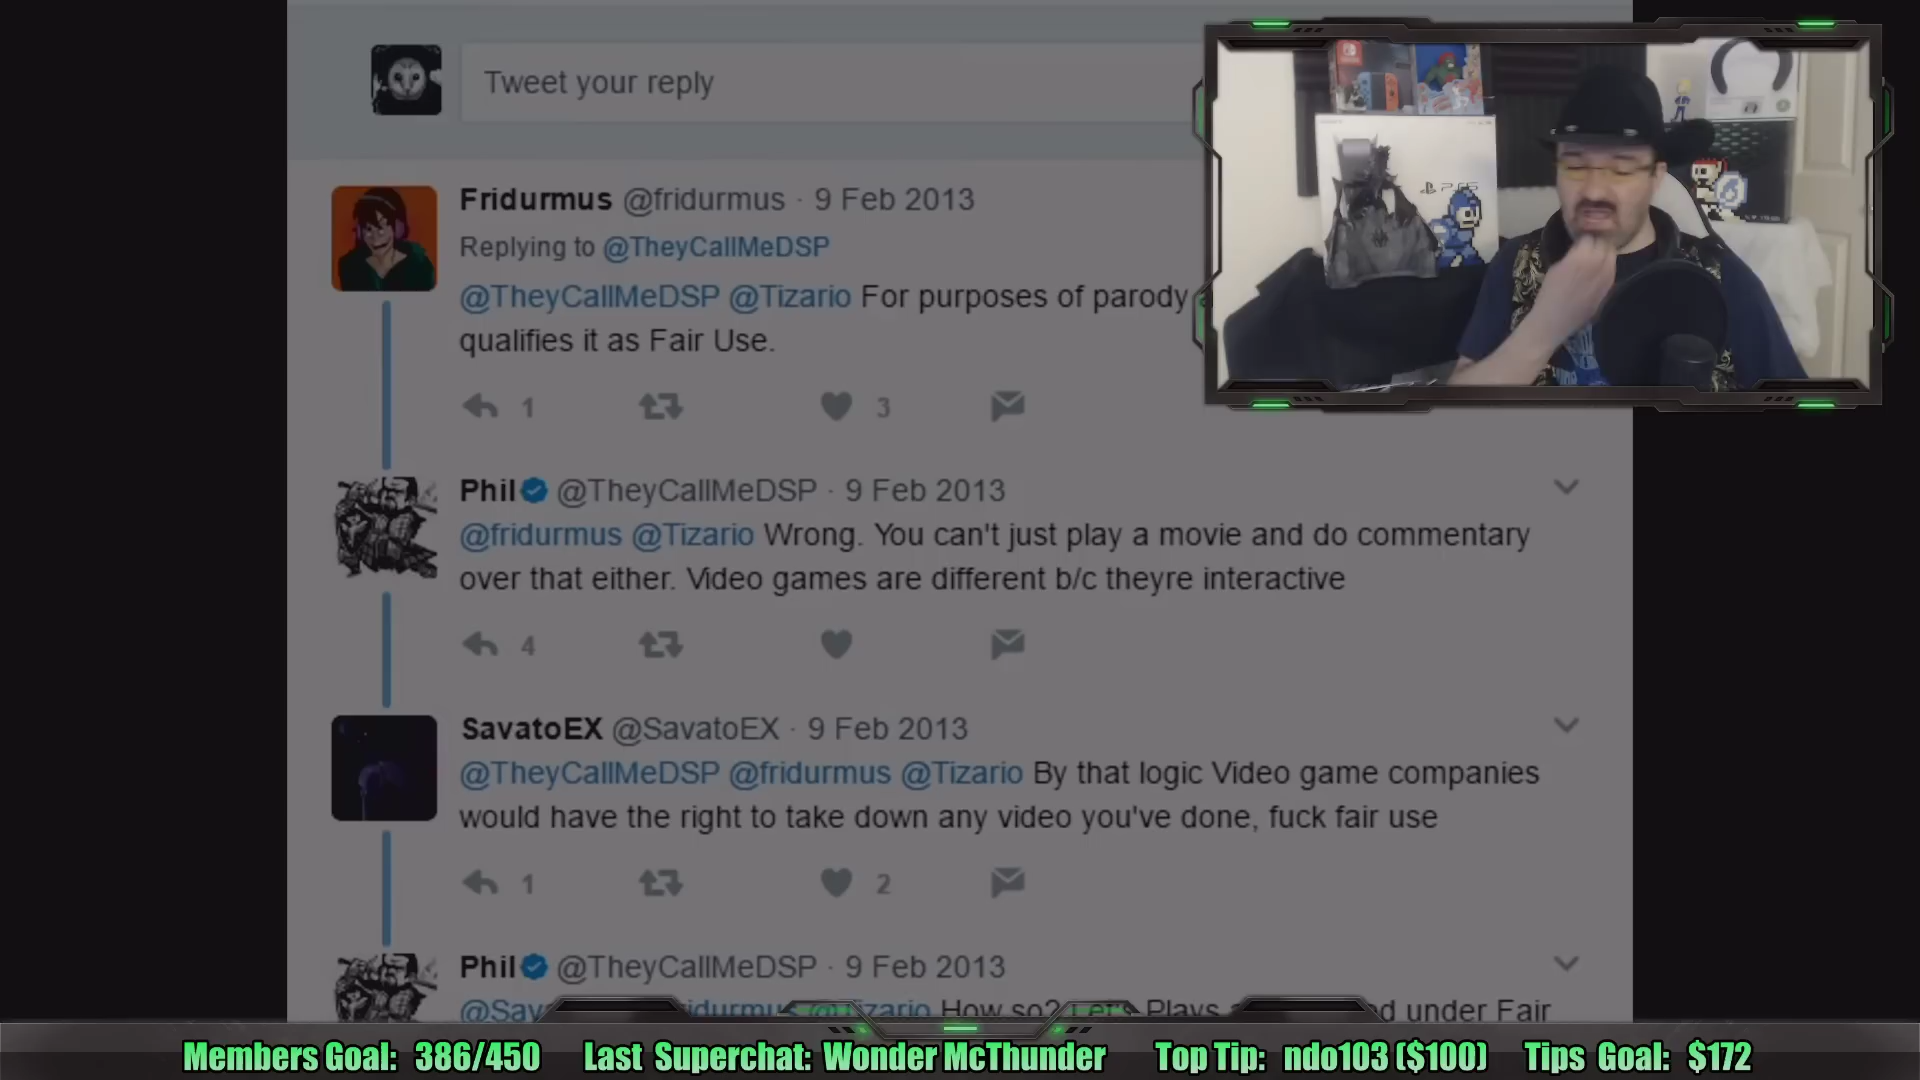 Tweet your reply
Fridurmus @fridurmus · 9 Feb 2013
Replying to @TheyCallMeDSP
@TheyCallMeDSP @Tizario For purposes of parody
qualifies it as Fair Use.
1 3
Phil @TheyCallMeDSP · 9 Feb 2013
@fridurmus @Tizario Wrong. You can't just play a movie and do commentary
over that either. Video games are different b/c theyre interactive
4
SavatoEX @SavatoEX · 9 Feb 2013
@TheyCallMeDSP @fridurmus @Tizario By that logic Video game companies
would have the right to take down any video you've done, fuck fair use
1 2
Phil @TheyCallMeDSP · 9 Feb 2013
How so? Let's Plays under Fair
PS5
Members Goal: 386/450 Last Superchat: Wonder McThunder Top Tip: ndo103 ($100) Tips Goal: $172